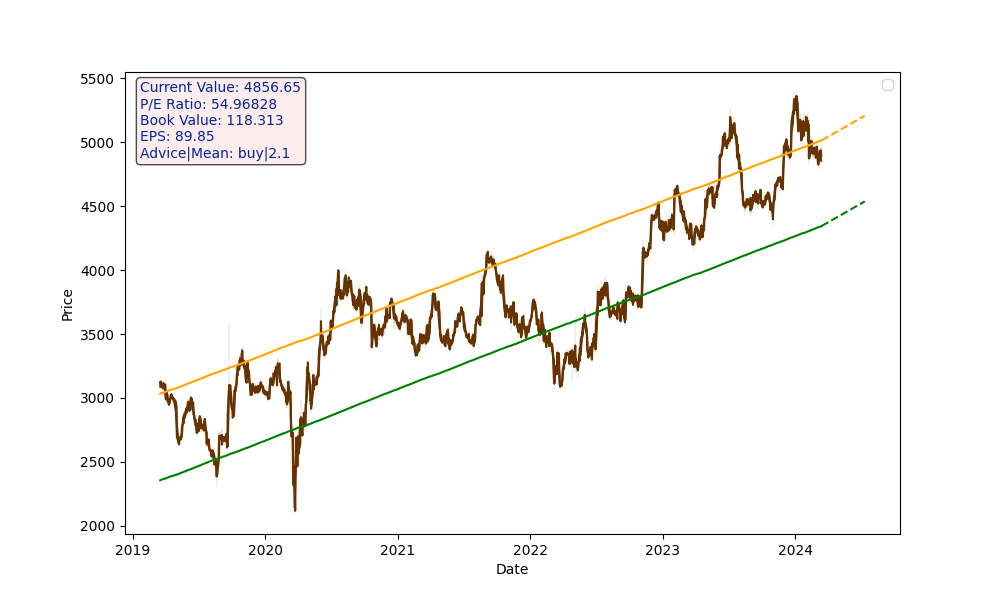 5500
5000
4500
4000
3500
3000
2500
2000
Price
Current Value: 4856.65
P/E Ratio: 54.96828
Book Value: 118.313
EPS: 89.85
Advice|Mean: buy|2.1
2019 2020 2021 2022 2023 2024
Date